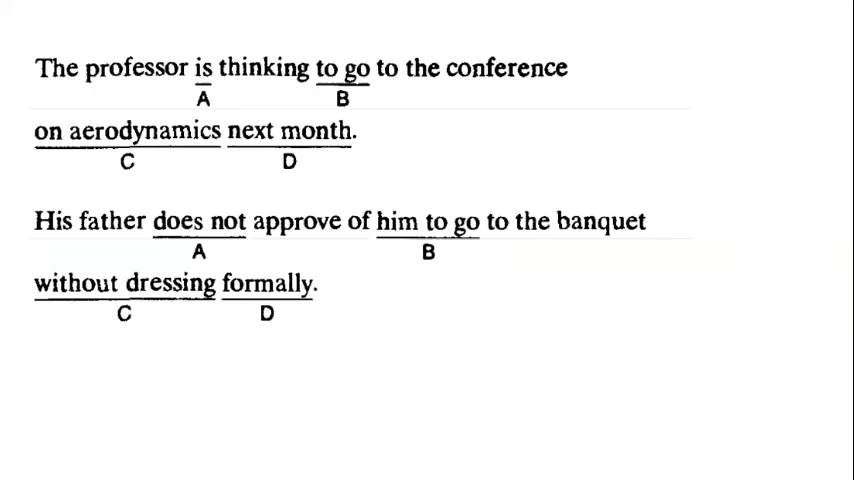 The professor is thinking to go to the conference
A B
on aerodynamics next month.
C D
His father does not approve of him to go to the banquet
A B
without dressing formally.
C D